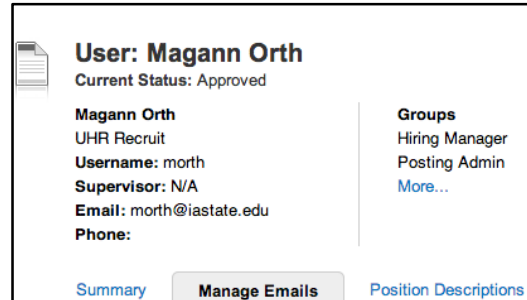 User: Magann Orth
Current Status: Approved
Magann Orth
UHR Recruit
Username: morth
Supervisor: N/A
Email: morth@iastate.edu
Phone:
Groups
Hiring Manager
Posting Admin
More...
Summary
Manage Emails
Position Descriptions